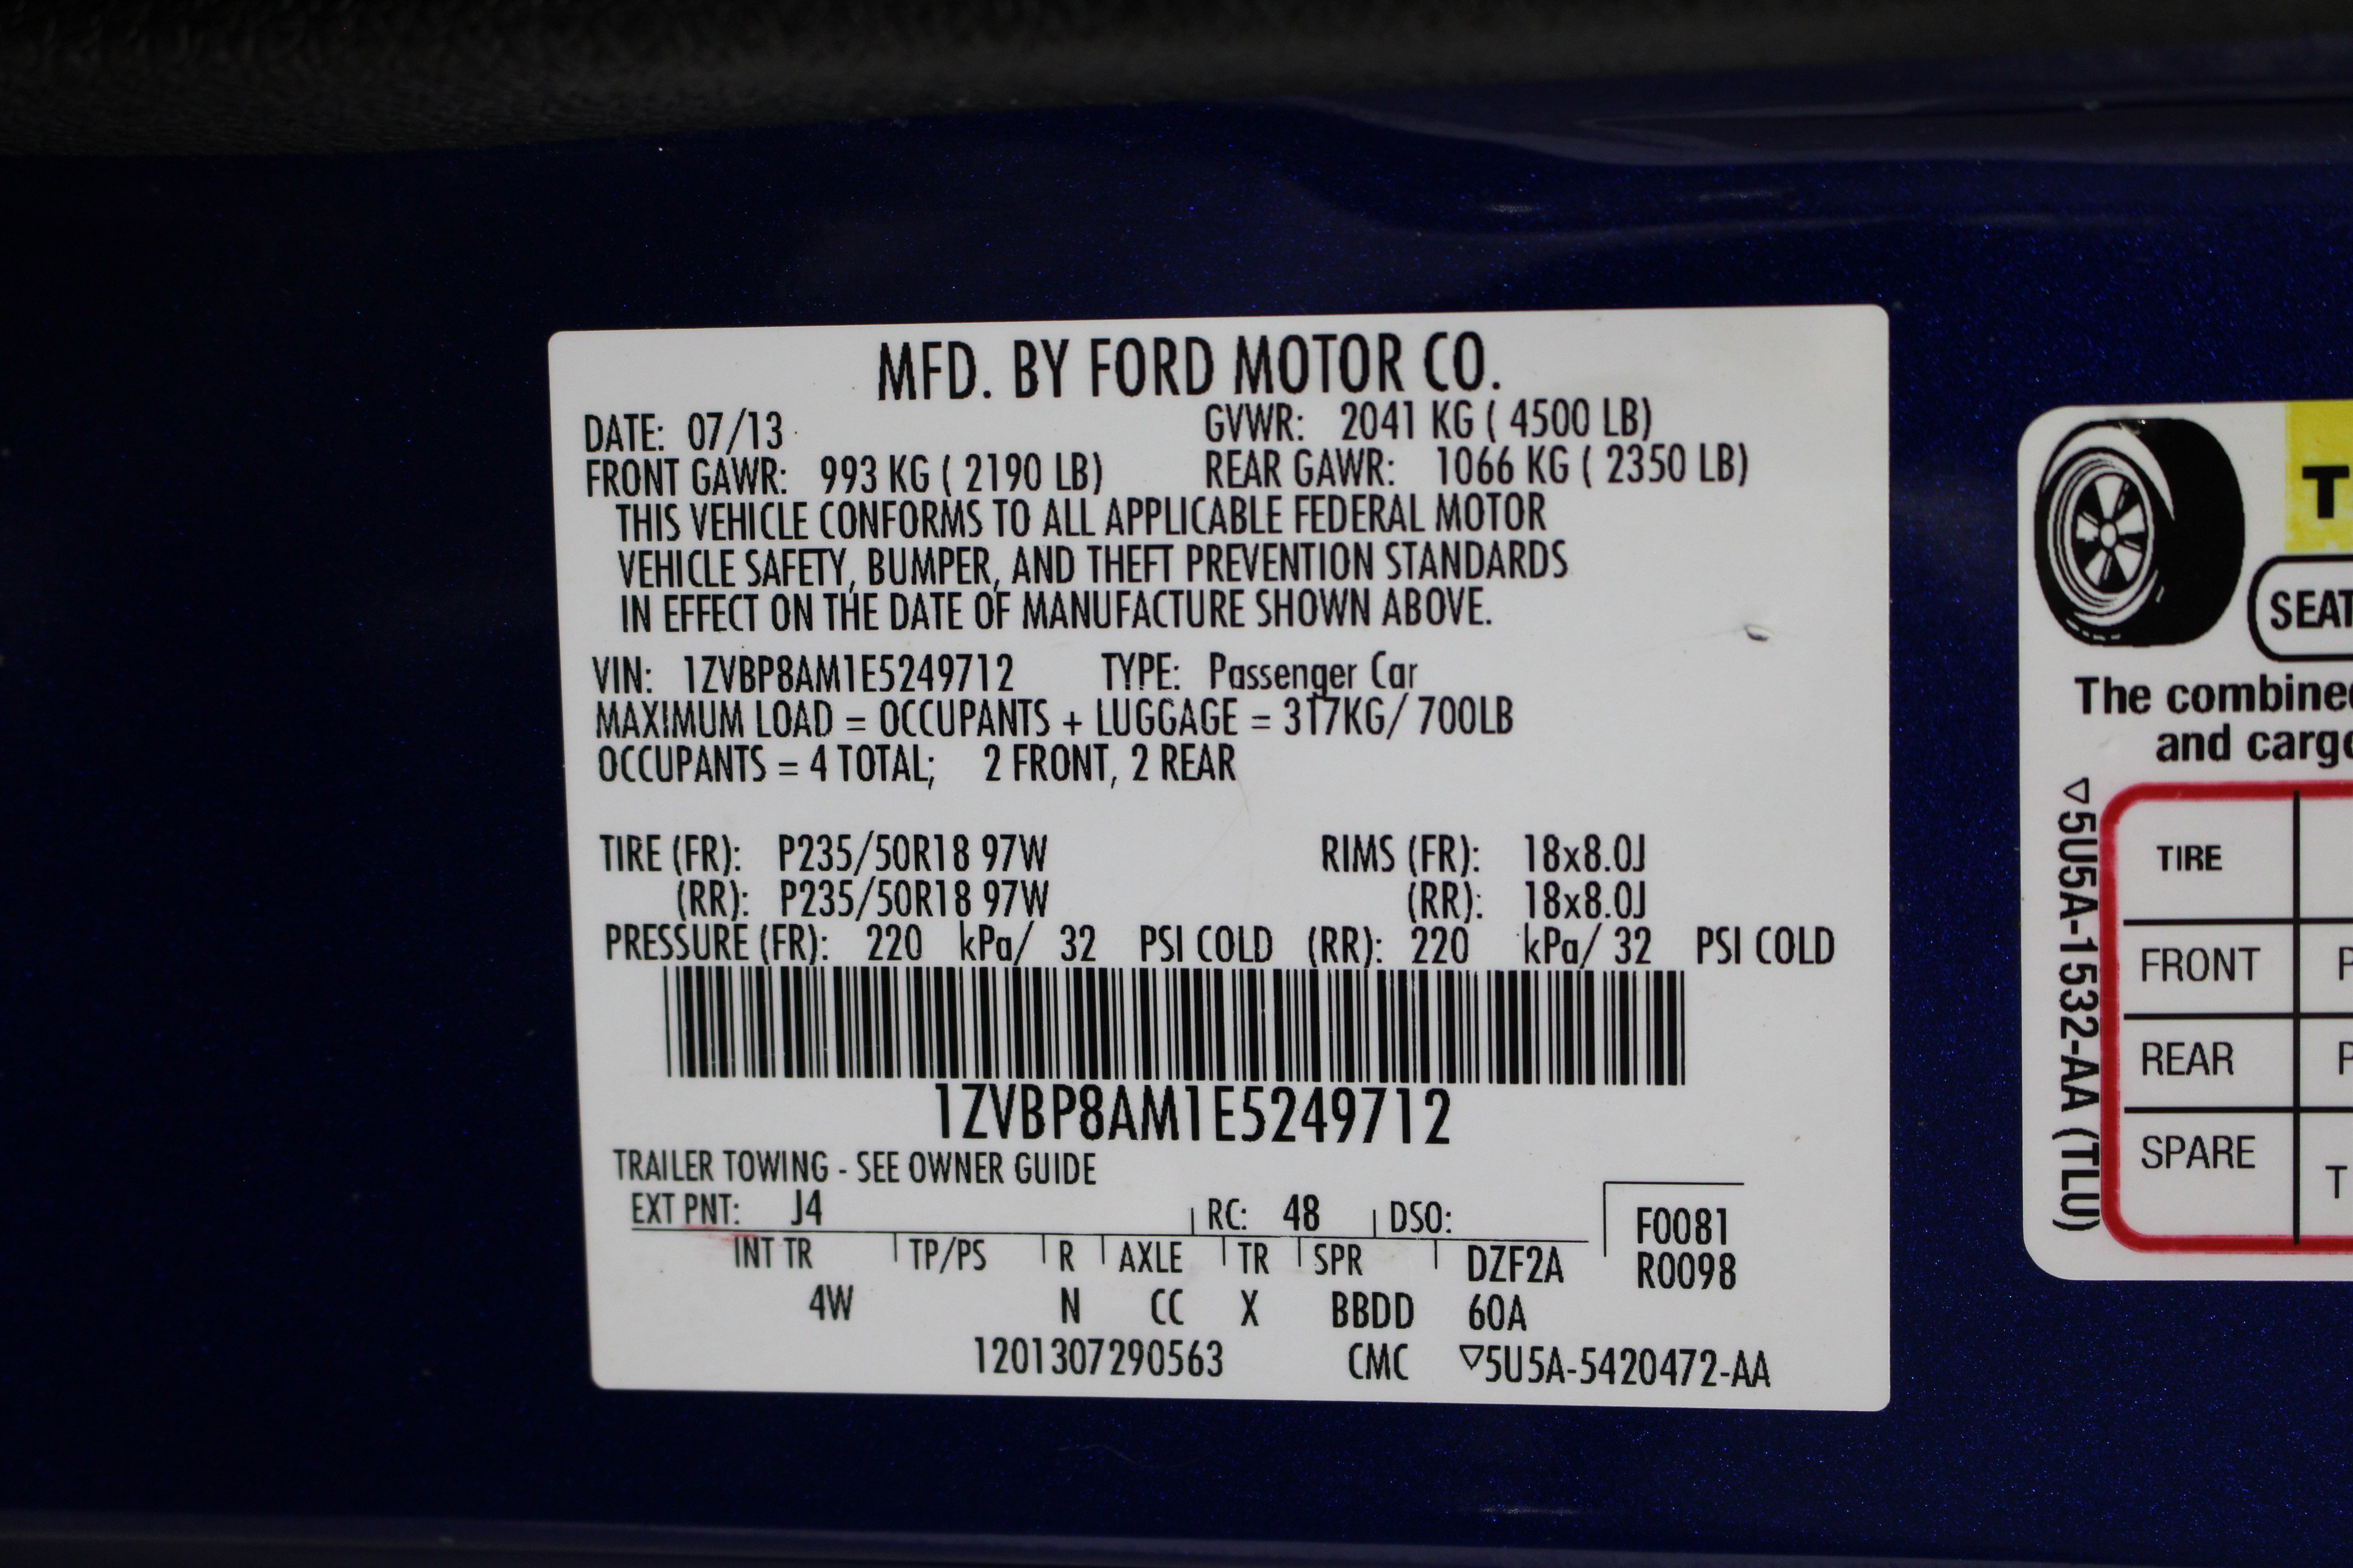 MFD. BY FORD MOTOR CO.
DATE: 07/13 GVWR: 2041 KG ( 4500 LB)
FRONT GAWR: 993 KG ( 2190 LB) REAR GAWR: 1066 KG ( 2350 LB)
THIS VEHICLE CONFORMS TO ALL APPLICABLE FEDERAL MOTOR
VEHICLE SAFETY, BUMPER, AND THEFT PREVENTION STANDARDS
IN EFFECT ON THE DATE OF MANUFACTURE SHOWN ABOVE.
VIN: 1ZVBP8AM1E5249712 TYPE: Passenger Car
MAXIMUM LOAD = OCCUPANTS + LUGGAGE = 317KG/ 700LB
OCCUPANTS = 4 TOTAL; 2 FRONT, 2 REAR
TIRE (FR): P235/50R18 97W RIMS (FR): 18x8.0J
(RR): P235/50R18 97W (RR): 18x8.0J
PRESSURE (FR): 220 kPa/ 32 PSI COLD (RR): 220 kPa/ 32 PSI COLD
1ZVBP8AM1E5249712
TRAILER TOWING - SEE OWNER GUIDE
EXT PNT: J4 RC: 48 DSO:
INT TR TP/PS R AXLE TR SPR DZF2A
4W N CC X BBDD 60A
F0081
R0098
1201307290563 CMC ▽5U5A-5420472-AA
SEAT
The combined
and cargo
TIRE
FRONT P
REAR P
SPARE T
▽5U5A-1532-AA (TLU)